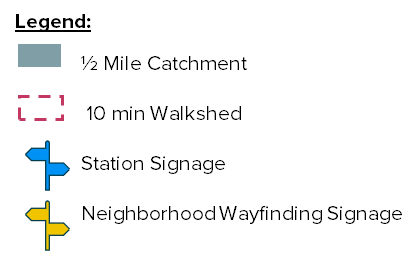 Legend:
½ Mile Catchment
10 min Walkshed
Station Signage
Neighborhood Wayfinding Signage